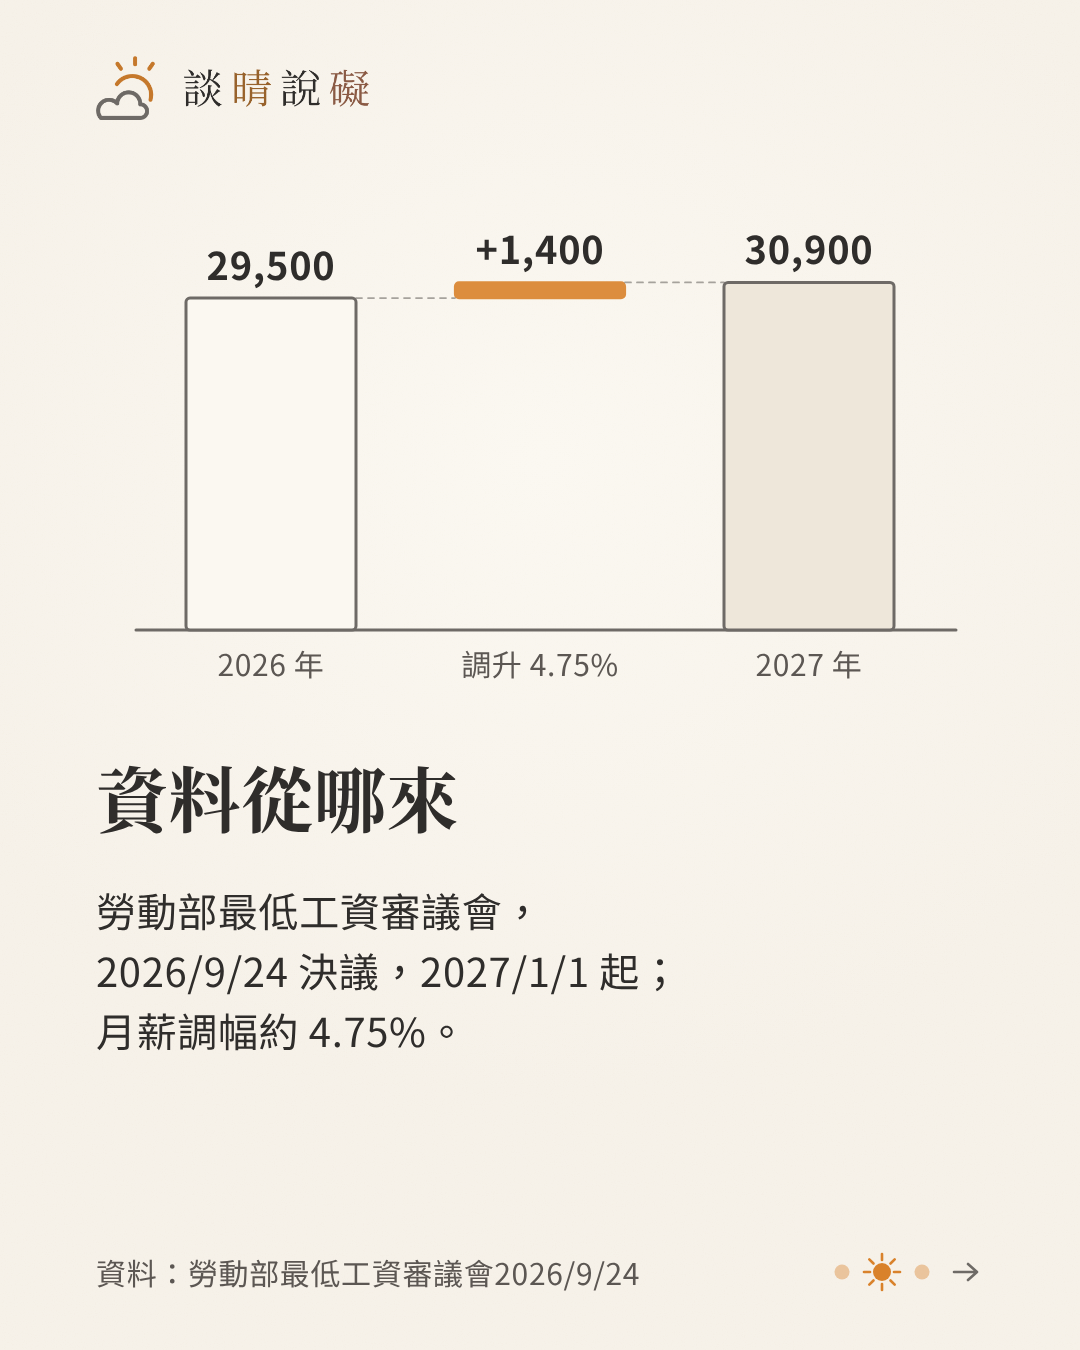 談晴說礙
29,500
+1,400
30,900
2026 年
調升 4.75%
2027 年
資料從哪來
勞動部最低工資審議會，
2026/9/24 決議，2027/1/1 起；
月薪調幅約 4.75%。
資料：勞動部最低工資審議會2026/9/24